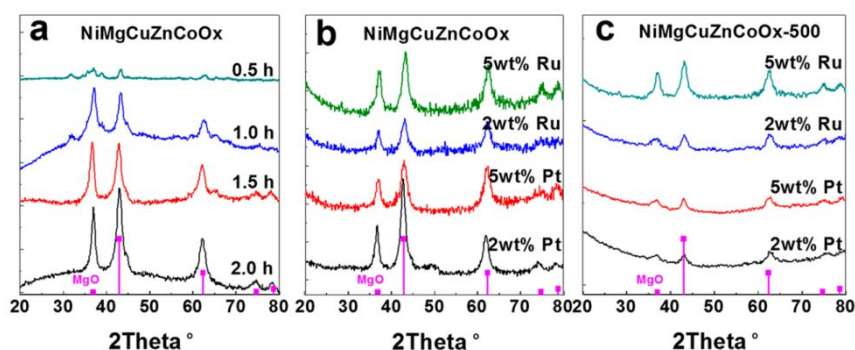 a
NiMgCuZnCoOx
0.5 h
1.0 h
1.5 h
2.0 h
MgO
20 30 40 50 60 70 80
2Theta °
b
NiMgCuZnCoOx
5wt% Ru
2wt% Ru
5wt% Pt
2wt% Pt
MgO
20 30 40 50 60 70 80
2Theta °
c
NiMgCuZnCoOx-500
5wt% Ru
2wt% Ru
5wt% Pt
2wt% Pt
MgO
20 30 40 50 60 70 80
2Theta °